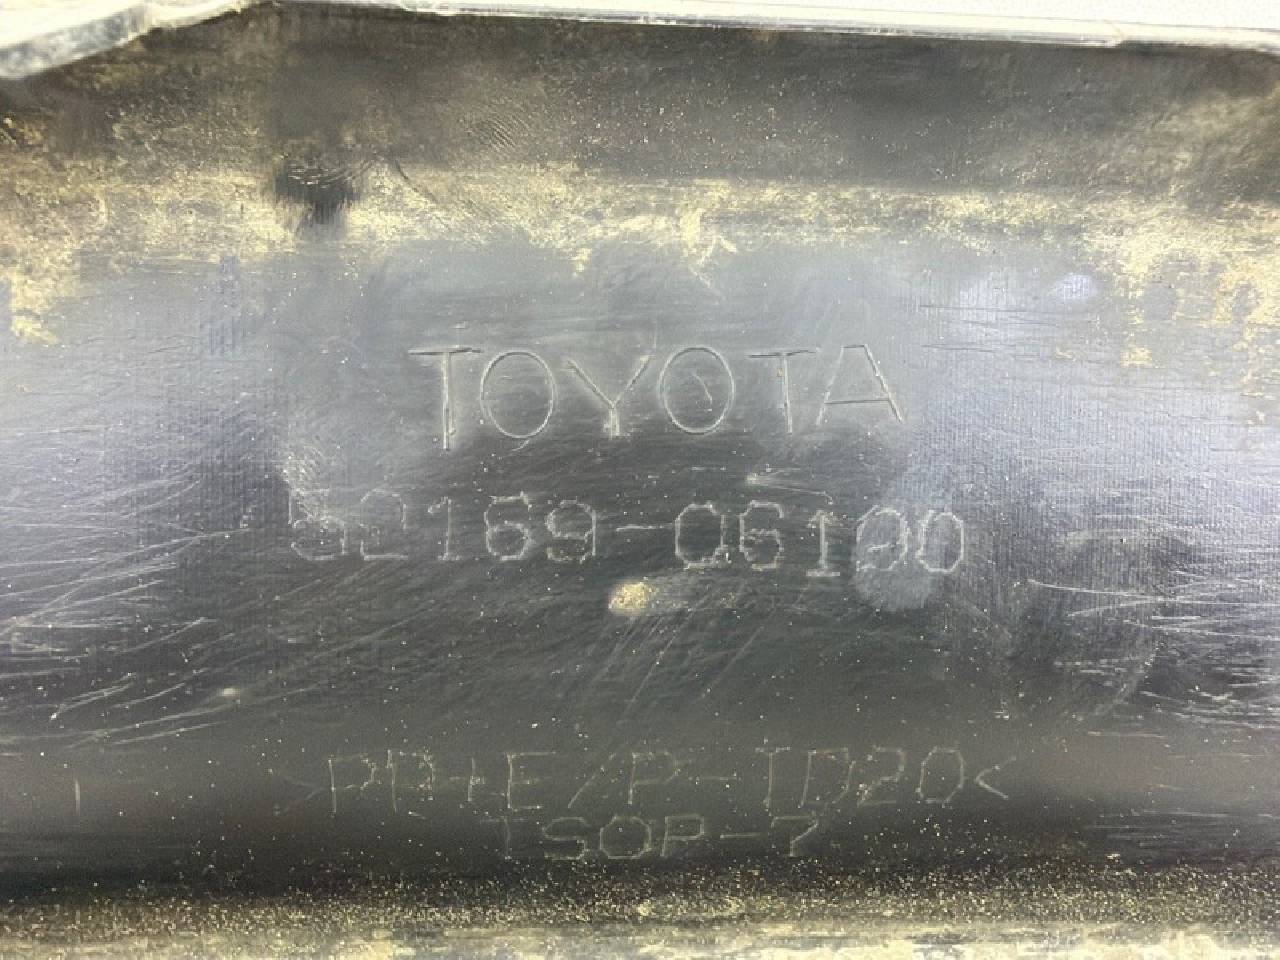 TOYOTA
52169-06100
>PP+E/P-TD20<
TSOP-7